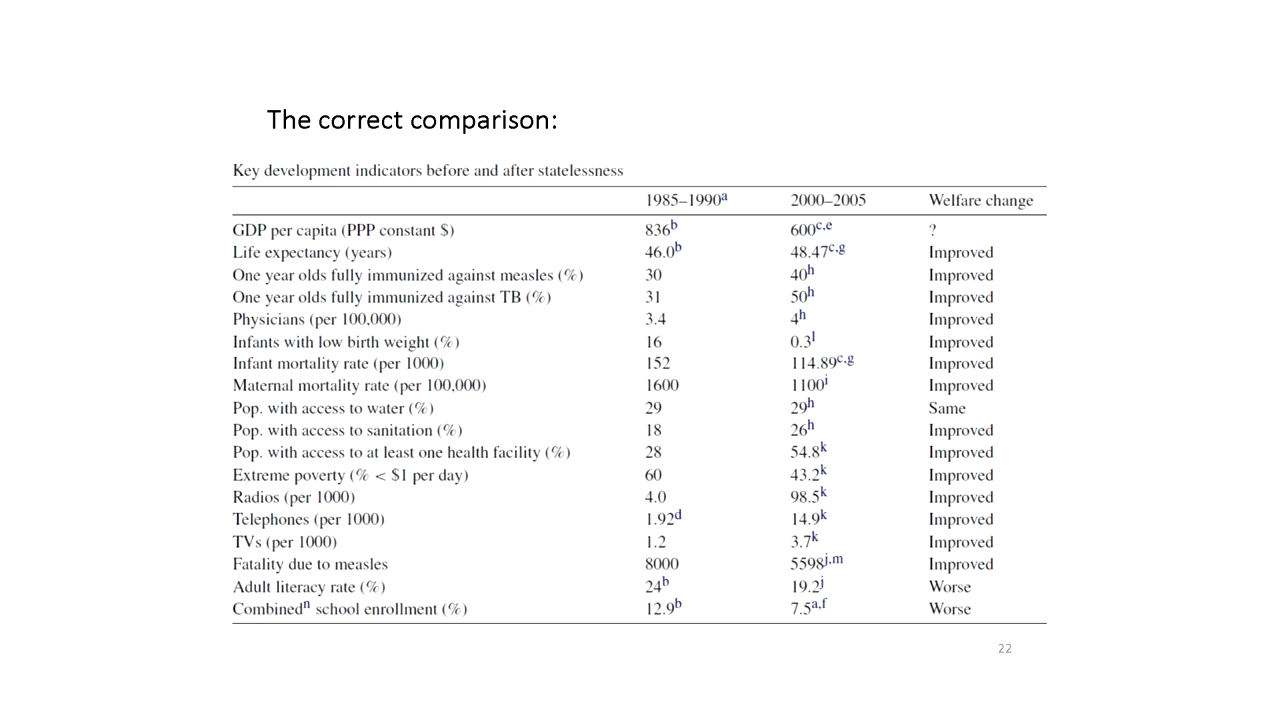 The correct comparison:
Key development indicators before and after statelessness
1985–1990a 2000–2005 Welfare change
GDP per capita (PPP constant $) 836b 600c,e ?
Life expectancy (years) 46.0b 48.47c,g Improved
One year olds fully immunized against measles (%) 30 40h Improved
One year olds fully immunized against TB (%) 31 50h Improved
Physicians (per 100,000) 3.4 4h Improved
Infants with low birth weight (%) 16 0.3l Improved
Infant mortality rate (per 1000) 152 114.89c,g Improved
Maternal mortality rate (per 100,000) 1600 1100i Improved
Pop. with access to water (%) 29 29h Same
Pop. with access to sanitation (%) 18 26h Improved
Pop. with access to at least one health facility (%) 28 54.8k Improved
Extreme poverty (% < $1 per day) 60 43.2k Improved
Radios (per 1000) 4.0 98.5k Improved
Telephones (per 1000) 1.92d 14.9k Improved
TVs (per 1000) 1.2 3.7k Improved
Fatality due to measles 8000 5598j,m Improved
Adult literacy rate (%) 24b 19.2j Worse
Combinedn school enrollment (%) 12.9b 7.5a,f Worse
22